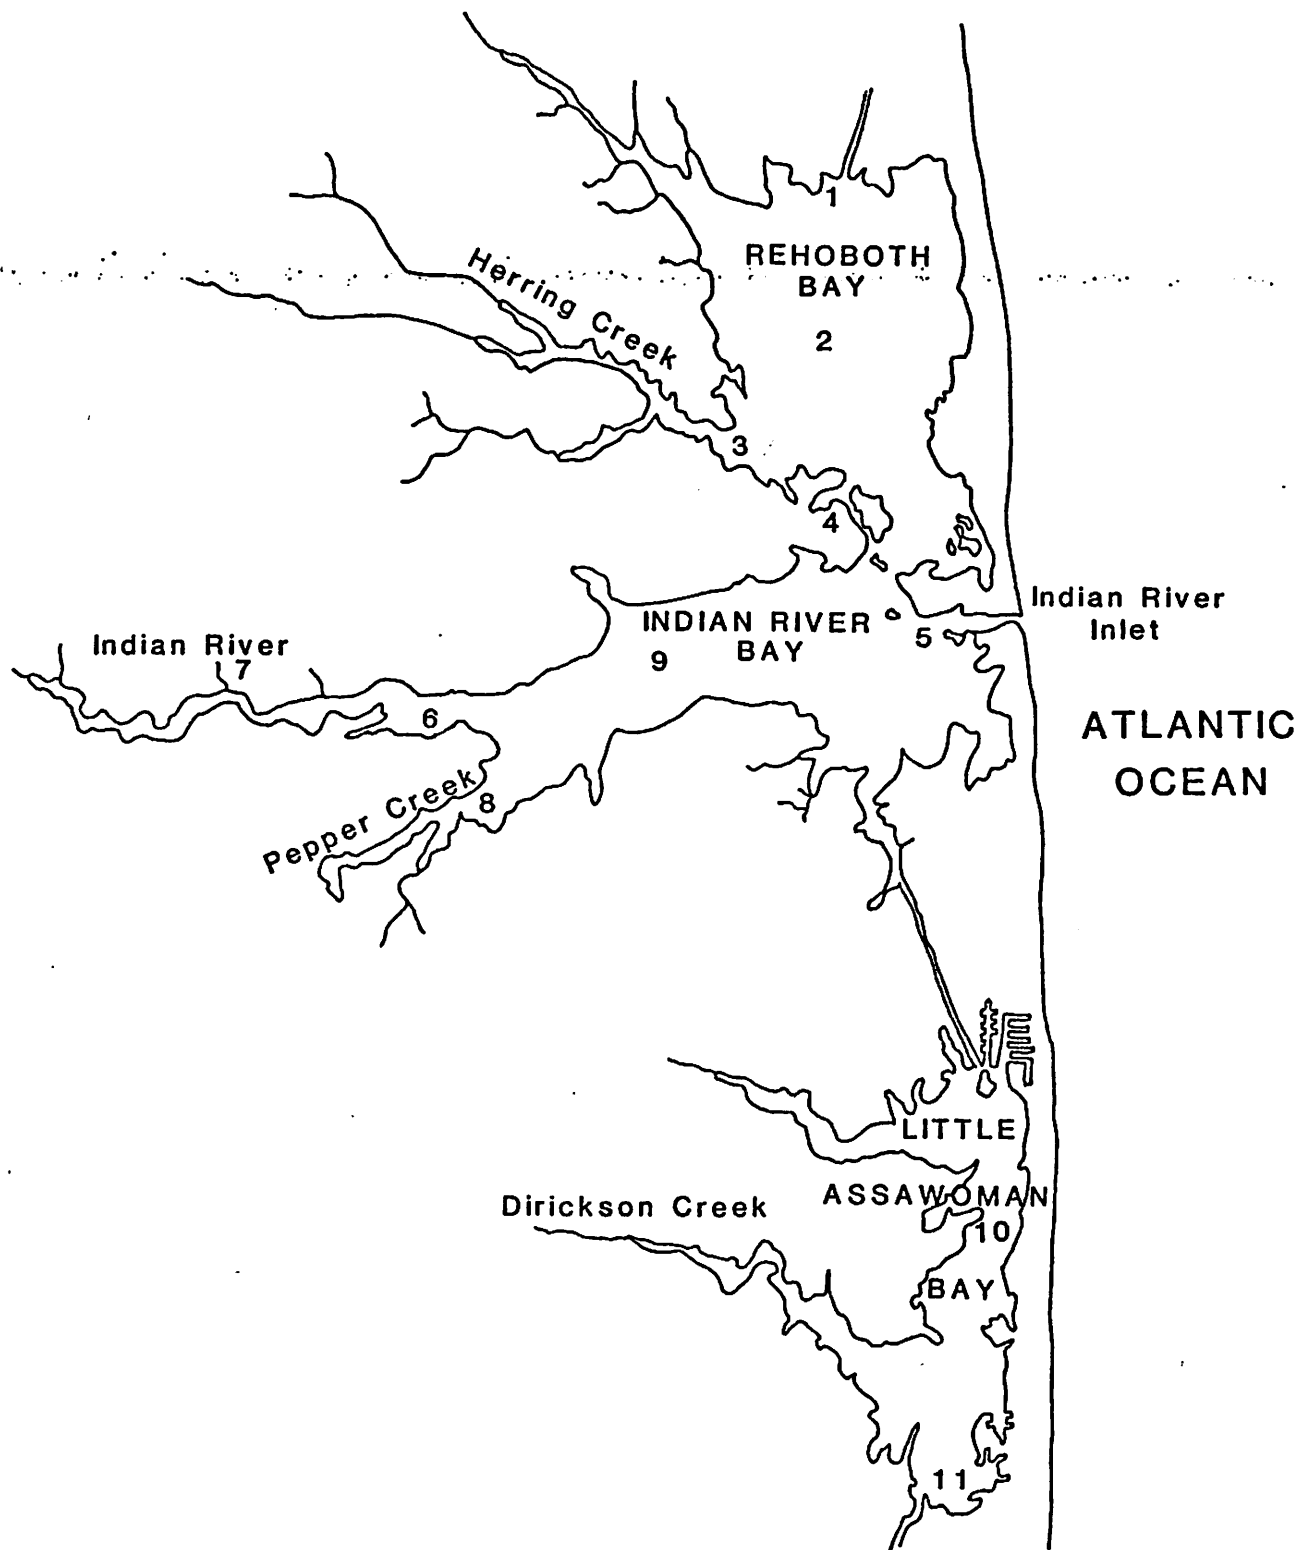 1
REHOBOTH
BAY
Herring Creek
2
3
4
Indian River
Inlet
INDIAN RIVER
BAY
5
9
Indian River
7
6
ATLANTIC
OCEAN
Pepper Creek
8
LITTLE
ASSAWOMAN
10
BAY
Dirickson Creek
11